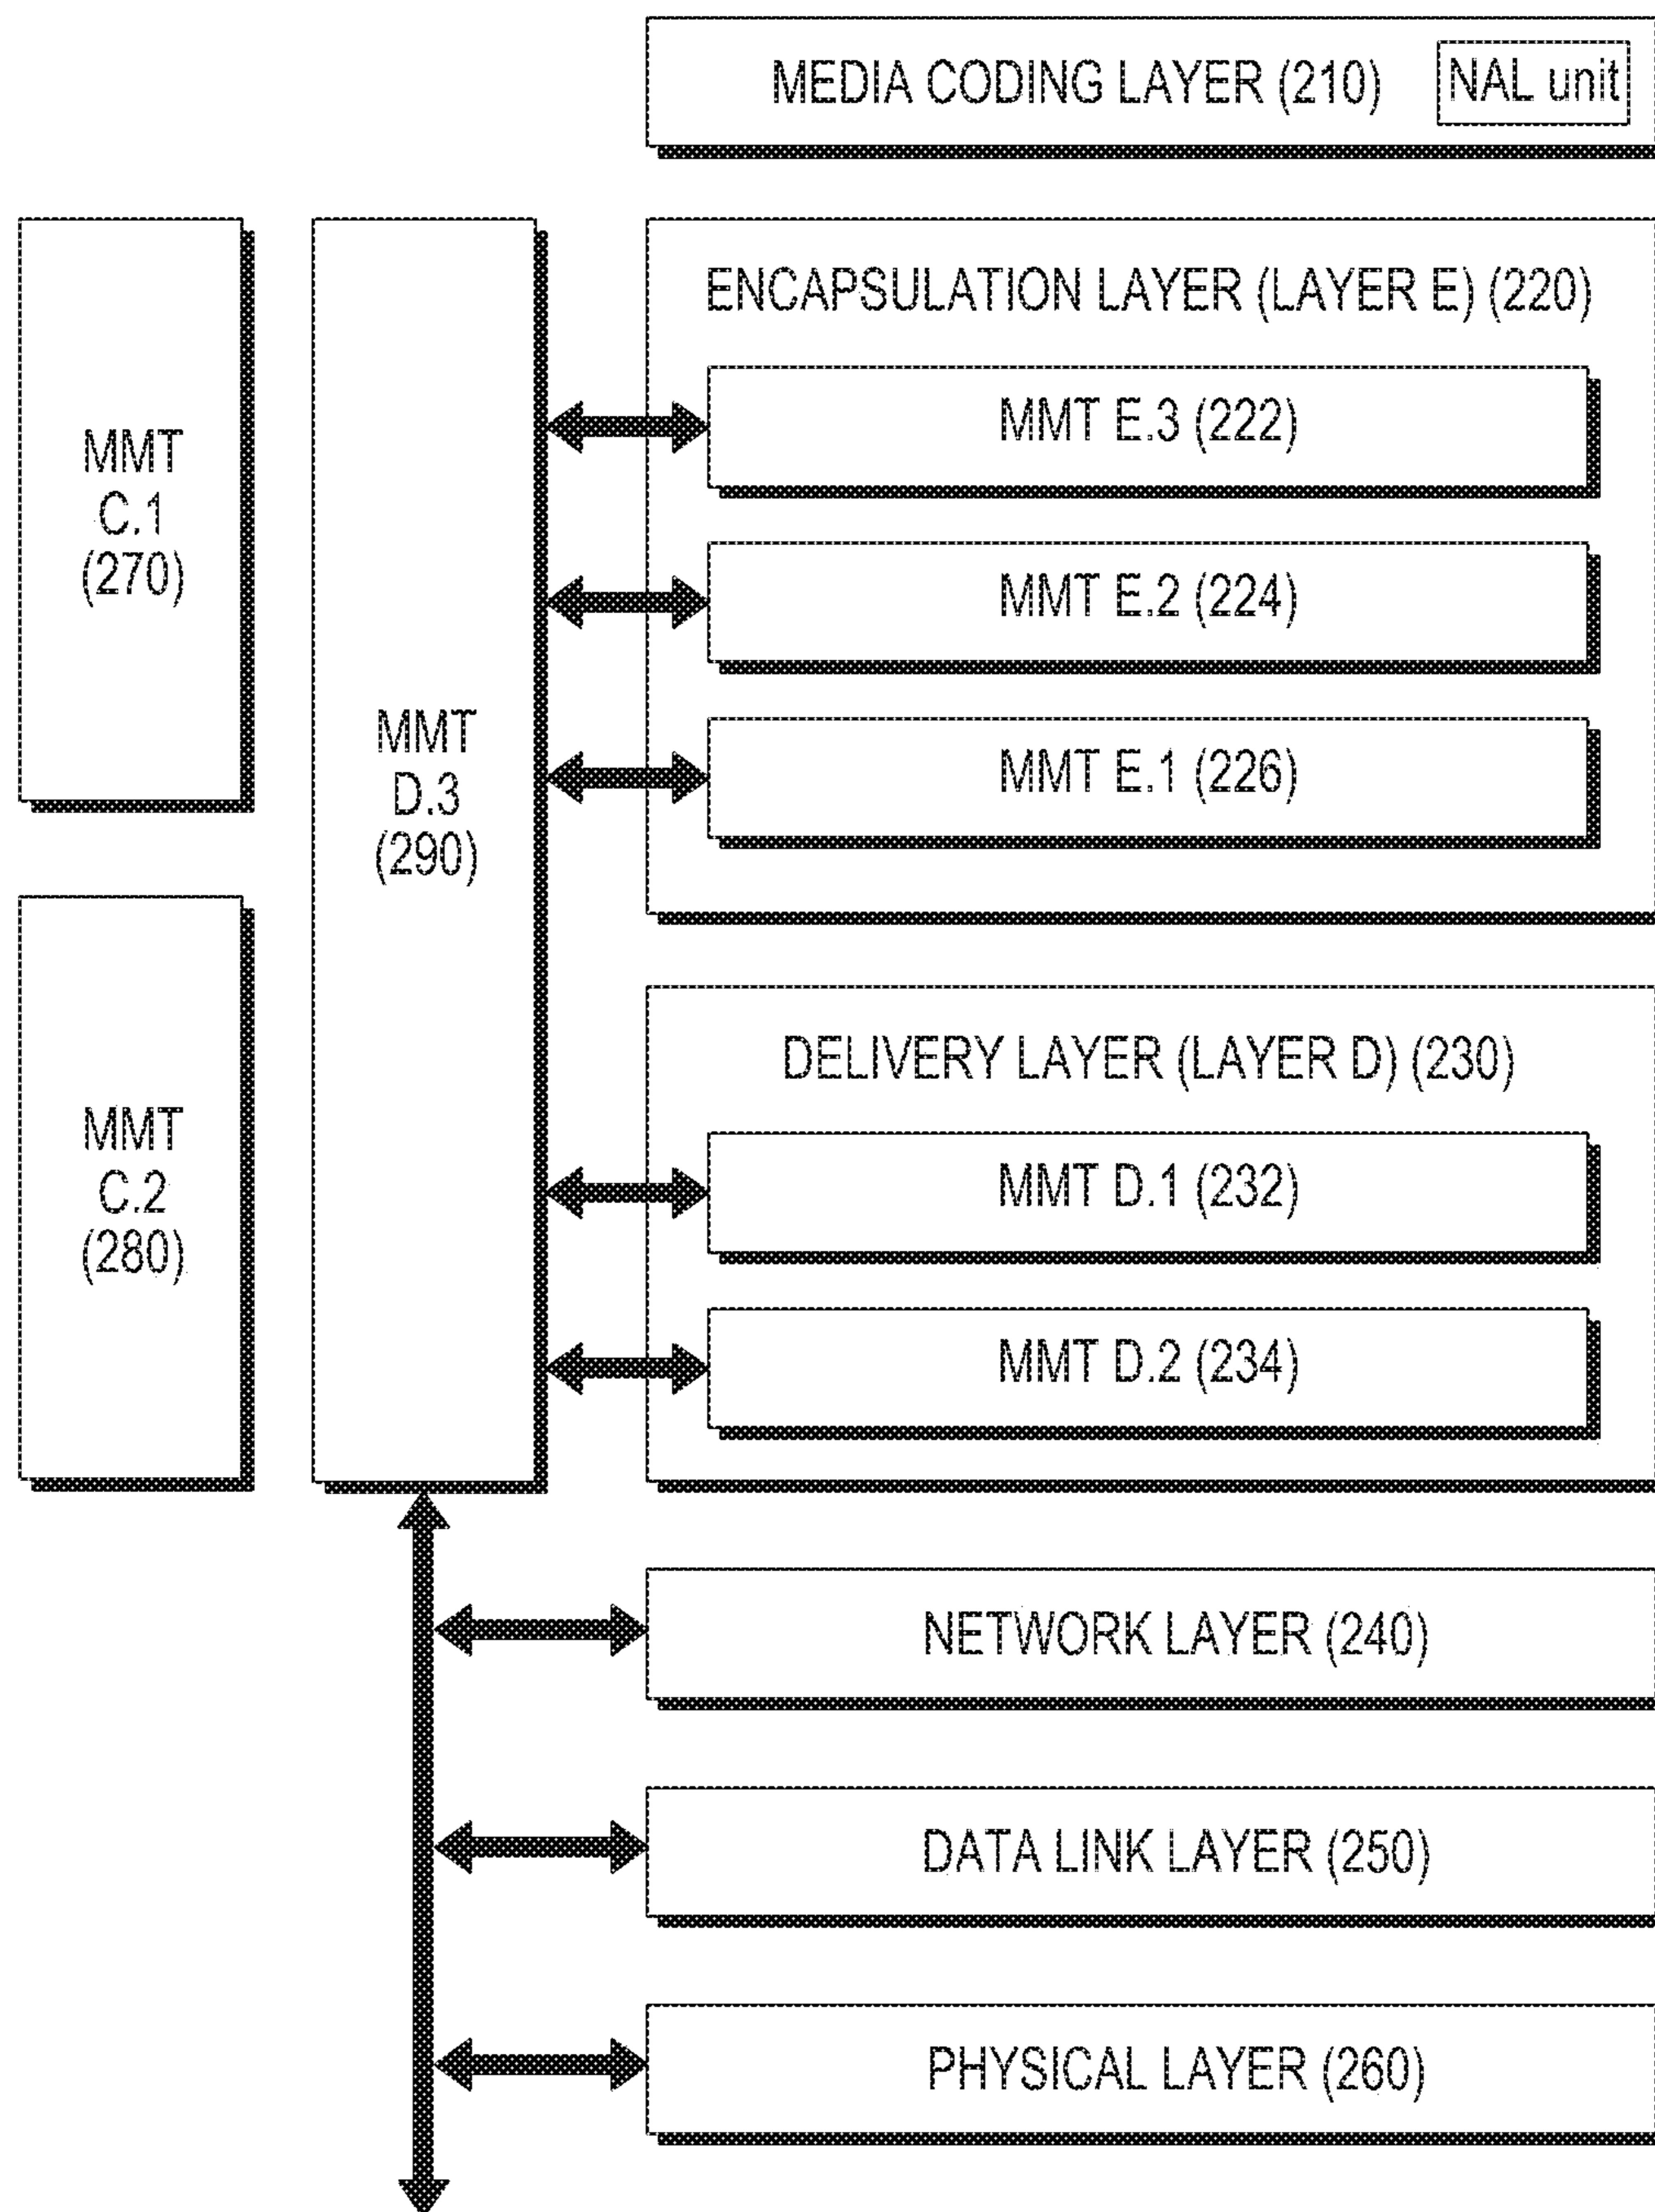 MEDIA CODING LAYER (210)
NAL unit
MMT
C.1
(270)
MMT
C.2
(280)
MMT
D.3
(290)
ENCAPSULATION LAYER (LAYER E) (220)
MMT E.3 (222)
MMT E.2 (224)
MMT E.1 (226)
DELIVERY LAYER (LAYER D) (230)
MMT D.1 (232)
MMT D.2 (234)
NETWORK LAYER (240)
DATA LINK LAYER (250)
PHYSICAL LAYER (260)